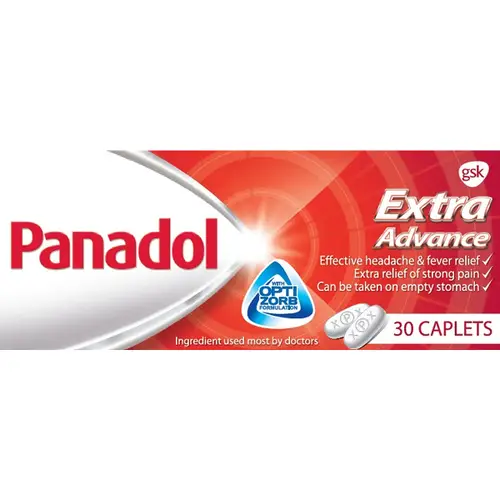 gsk
Panadol
Extra
Advance
Effective headache & fever relief ✓
Extra relief of strong pain ✓
Can be taken on empty stomach ✓
WITH
OPTI
ZORB
FORMULATION
Ingredient used most by doctors
X P X
X P X
30 CAPLETS